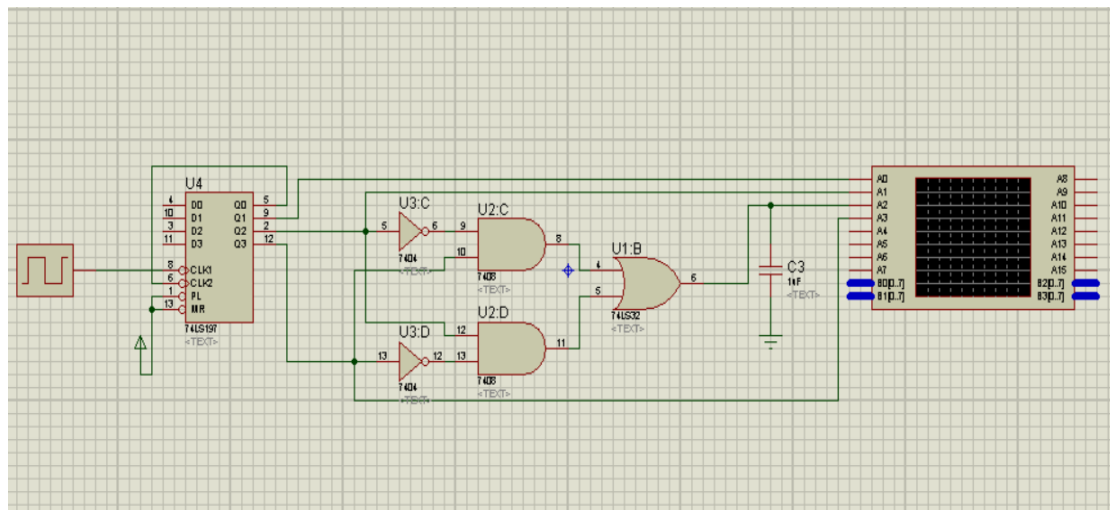 U4
4 D0 Q0 5
10 D1 Q1 9
3 D2 Q2 2
11 D3 Q3 12
8 CLK1
6 CLK2
1 PL
13 MR
74LS197
<TEXT>
U3:C
5 6
7404
<TEXT>
U2:C
9
10
8
7408
<TEXT>
U3:D
13 12
7404
<TEXT>
U2:D
12
13
11
7408
<TEXT>
U1:B
4
5
6
74LS32
<TEXT>
C3
1nF
<TEXT>
A0 A8
A1 A9
A2 A10
A3 A11
A4 A12
A5 A13
A6 A14
A7 A15
B0[0..7] B2[0..7]
B1[0..7] B3[0..7]